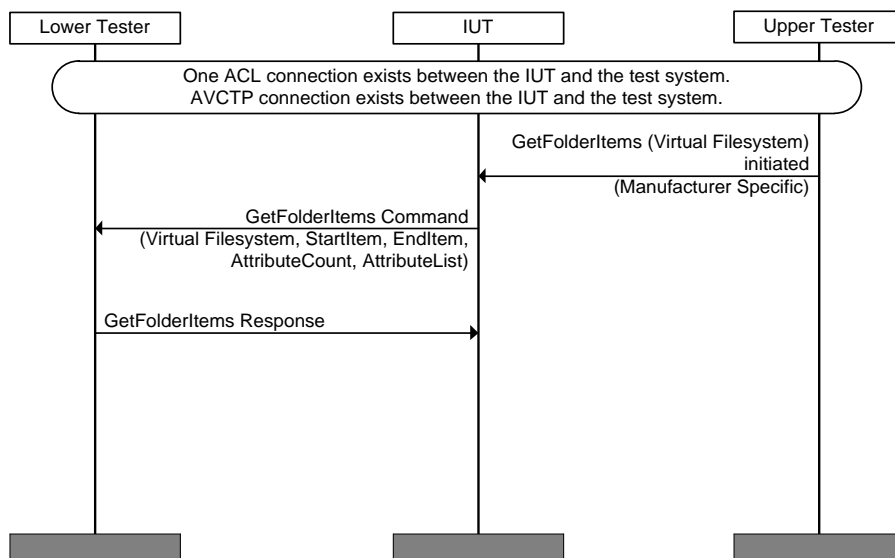 Lower Tester
IUT
Upper Tester
One ACL connection exists between the IUT and the test system.
AVCTP connection exists between the IUT and the test system.
GetFolderItems (Virtual Filesystem)
initiated
(Manufacturer Specific)
GetFolderItems Command
(Virtual Filesystem, StartItem, EndItem,
AttributeCount, AttributeList)
GetFolderItems Response